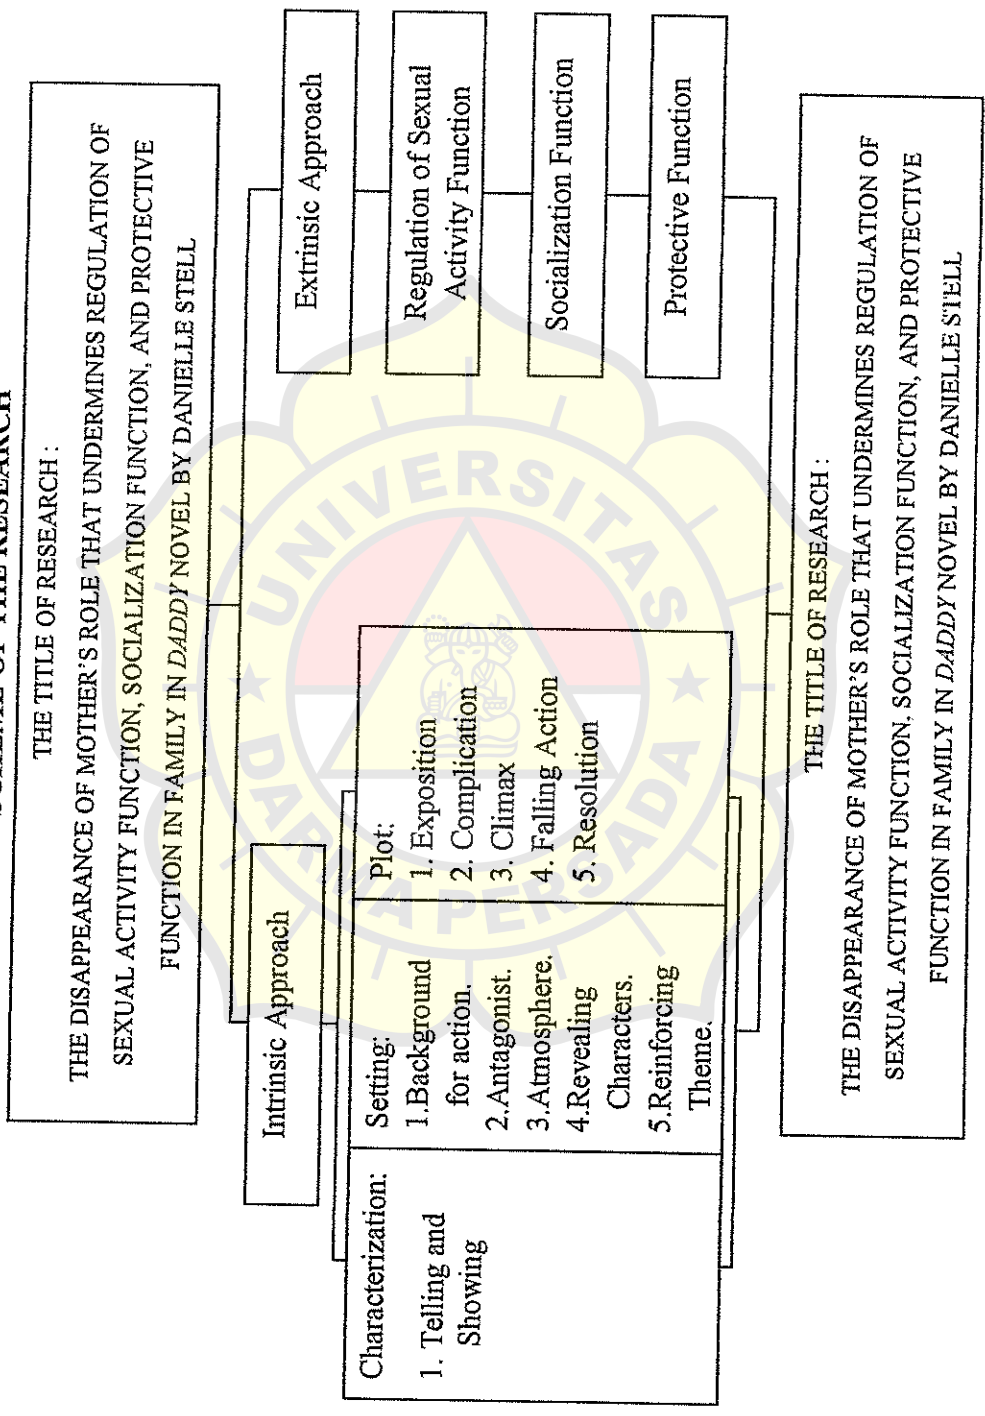 SCHEME OF THE RESEARCH
THE TITLE OF RESEARCH :
THE DISAPPEARANCE OF MOTHER'S ROLE THAT UNDERMINES REGULATION OF
SEXUAL ACTIVITY FUNCTION, SOCIALIZATION FUNCTION, AND PROTECTIVE
FUNCTION IN FAMILY IN DADDY NOVEL BY DANIELLE STELL
Intrinsic Approach
Characterization:
1. Telling and
Showing
Setting:
1.Background
for action.
2.Antagonist.
3.Atmosphere.
4.Revealing
Characters.
5.Reinforcing
Theme.
Plot:
1. Exposition
2. Complication
3. Climax
4. Falling Action
5. Resolution
Extrinsic Approach
Regulation of Sexual
Activity Function
Socialization Function
Protective Function
THE TITLE OF RESEARCH :
THE DISAPPEARANCE OF MOTHER'S ROLE THAT UNDERMINES REGULATION OF
SEXUAL ACTIVITY FUNCTION, SOCIALIZATION FUNCTION, AND PROTECTIVE
FUNCTION IN FAMILY IN DADDY NOVEL BY DANIELLE STELL
UNIVERSITAS
DARMA PERSADA